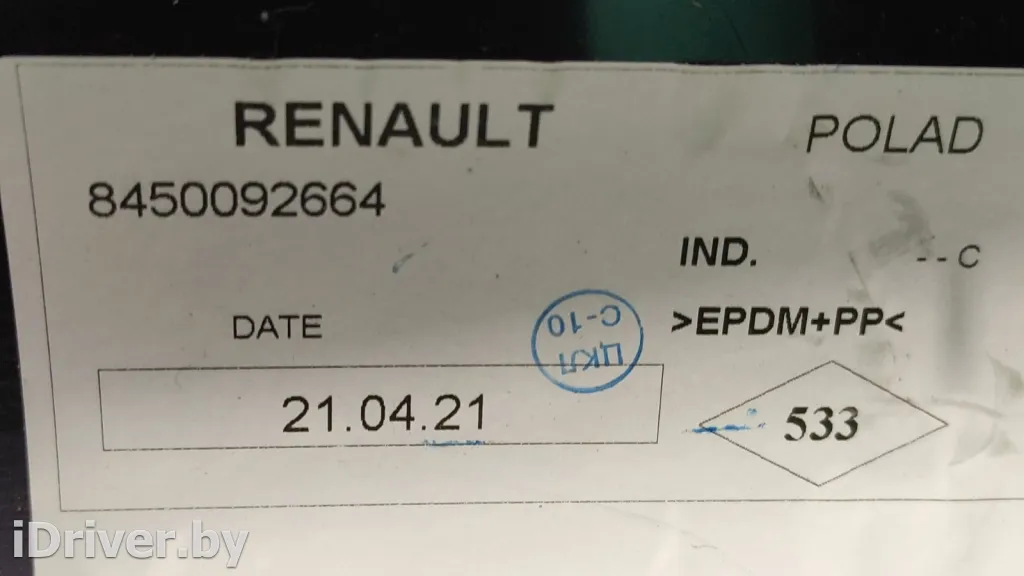 RENAULT
POLAD
8450092664
IND. -- C
DATE
>EPDM+PP<
ЦКЛ
С-10
21.04.21
533
iDriver.by